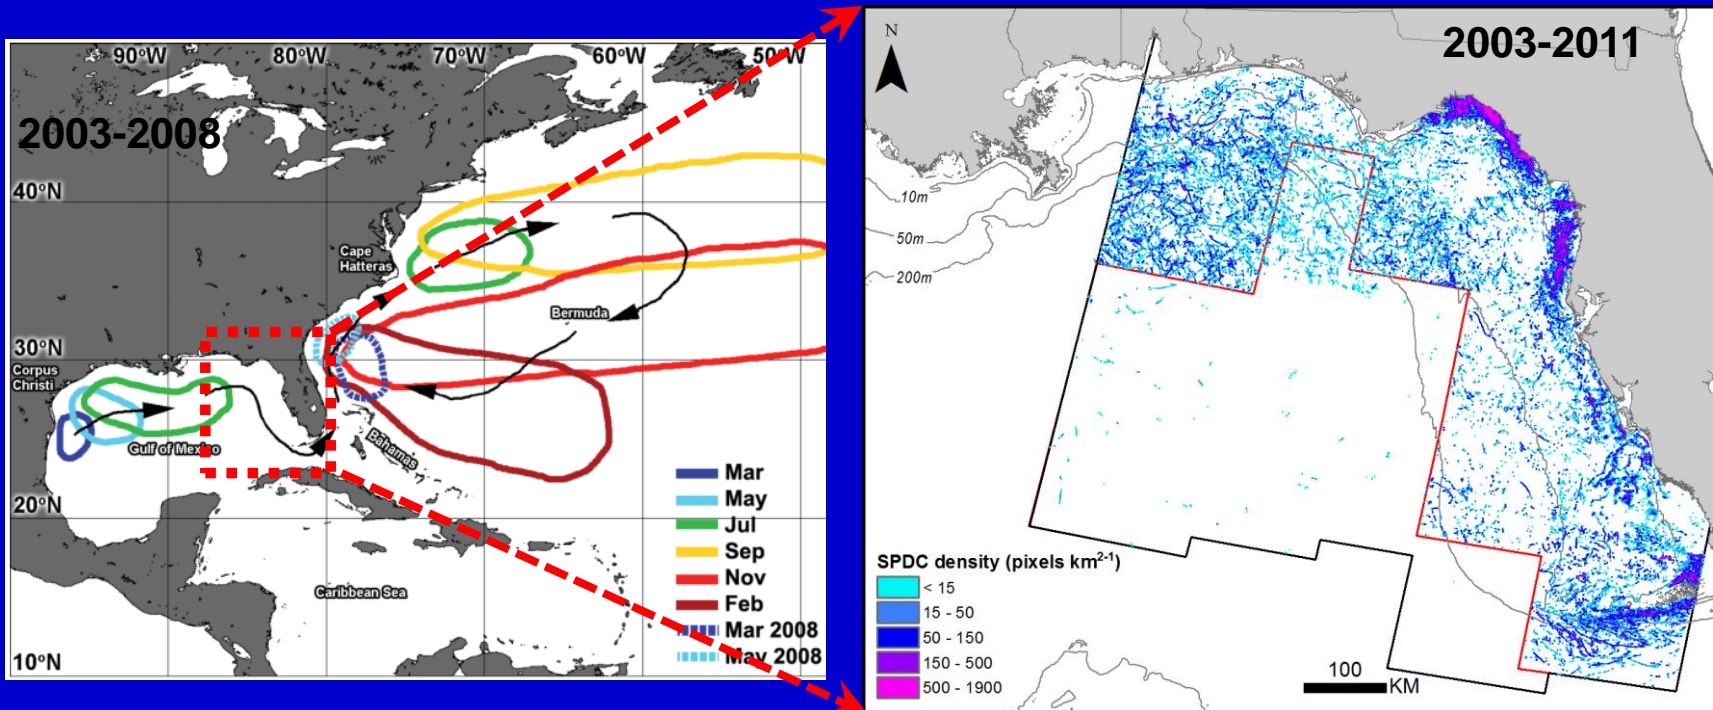 90°W 80°W 70°W 60°W 50°W
2003-2008
40°N
Cape
Hatteras
Bermuda
30°N
Corpus
Christi
Gulf of Mexico
Bahamas
20°N
Caribbean Sea
10°N
Mar
May
Jul
Sep
Nov
Feb
Mar 2008
May 2008
N
2003-2011
10m
50m
200m
SPDC density (pixels km²⁻¹)
< 15
15 - 50
50 - 150
150 - 500
500 - 1900
100
KM